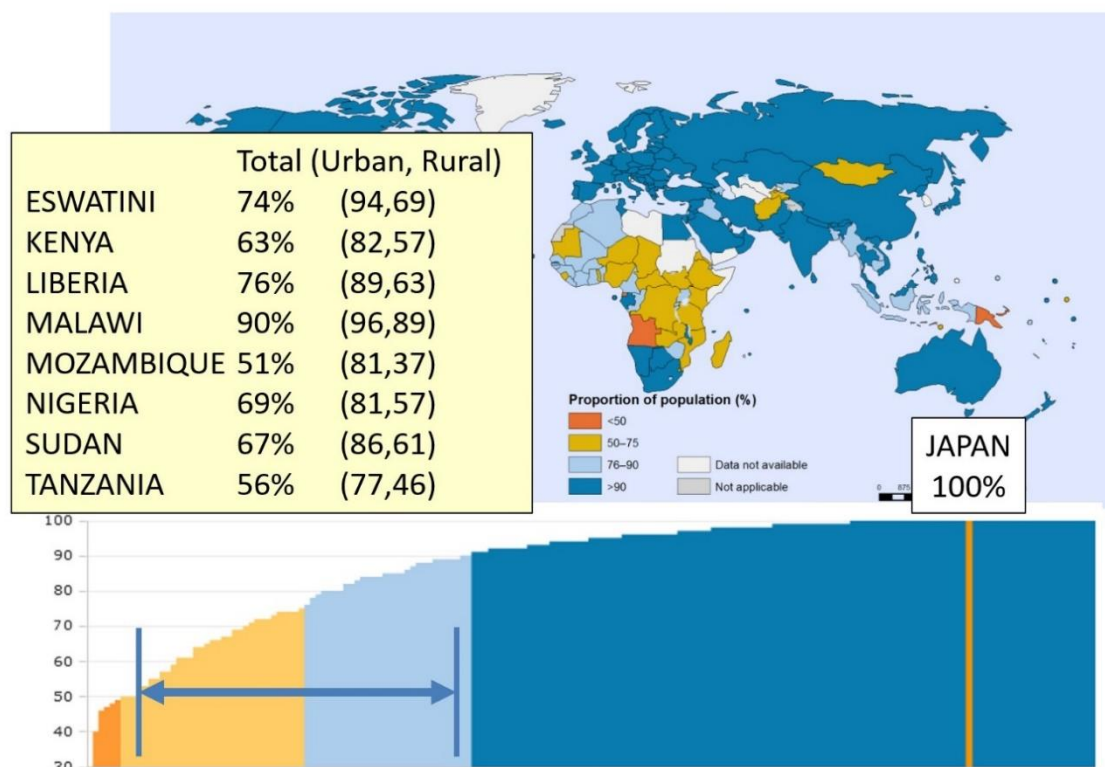 Total (Urban, Rural)
ESWATINI 74% (94,69)
KENYA 63% (82,57)
LIBERIA 76% (89,63)
MALAWI 90% (96,89)
MOZAMBIQUE 51% (81,37)
NIGERIA 69% (81,57)
SUDAN 67% (86,61)
TANZANIA 56% (77,46)
Proportion of population (%)
<50
50–75
76–90
>90
Data not available
Not applicable
0 875
JAPAN
100%
100
90
80
70
60
50
40
30